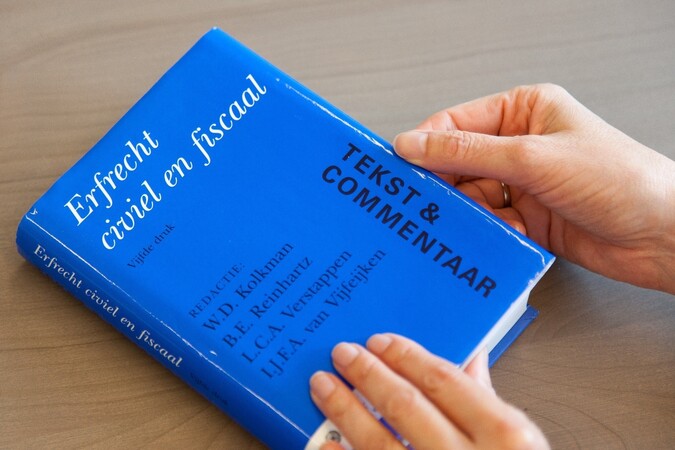 Erfrecht
civiel en fiscaal
Vijfde druk
TEKST &
COMMENTAAR
REDACTIE:
W.D. Kolkman
B.E. Reinhartz
L.C.A. Verstappen
I.J.F.A. van Vijfeijken
Erfrecht civiel en fiscaal